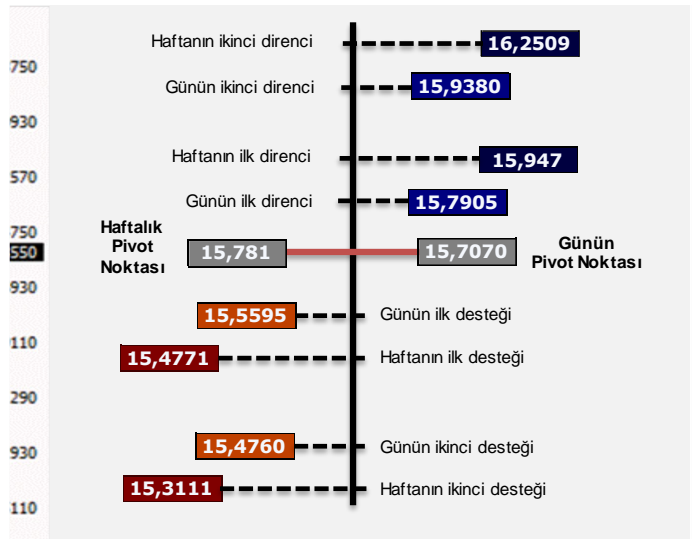 Haftanın ikinci direnci
16,2509
750
Günün ikinci direnci
15,9380
930
Haftanın ilk direnci
15,947
570
Günün ilk direnci
15,7905
750
Haftalık
Pivot
Noktası
550
15,781
15,7070
Günün
Pivot Noktası
930
15,5595
Günün ilk desteği
110
15,4771
Haftanın ilk desteği
290
930
15,4760
Günün ikinci desteği
15,3111
Haftanın ikinci desteği
110